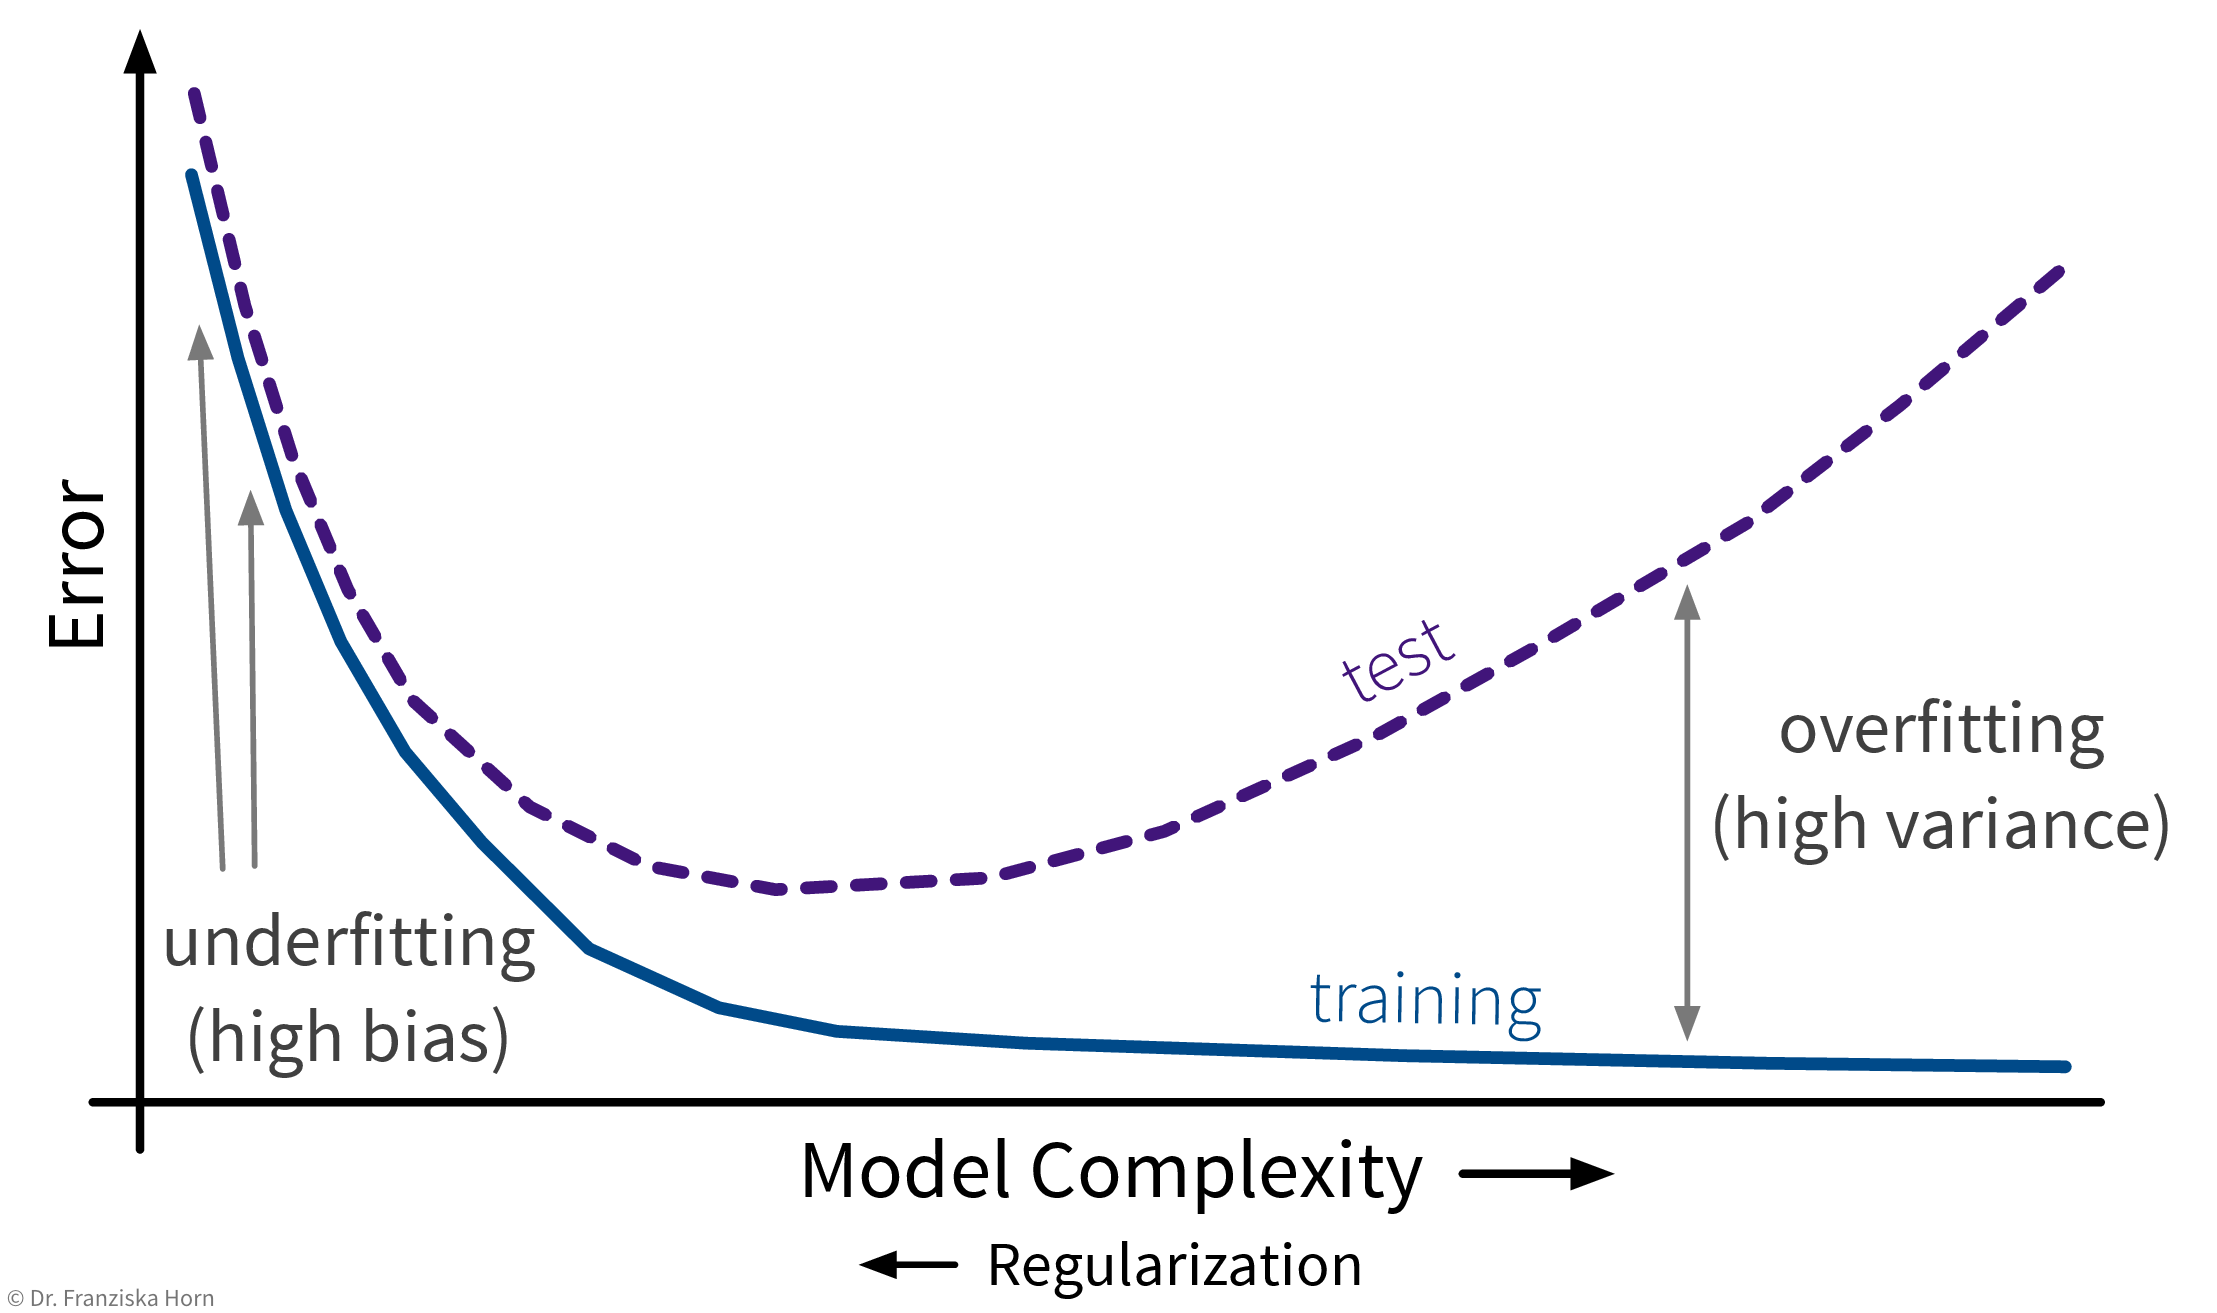 Error
test
overfitting
(high variance)
underfitting
(high bias)
training
Model Complexity
Regularization
© Dr. Franziska Horn